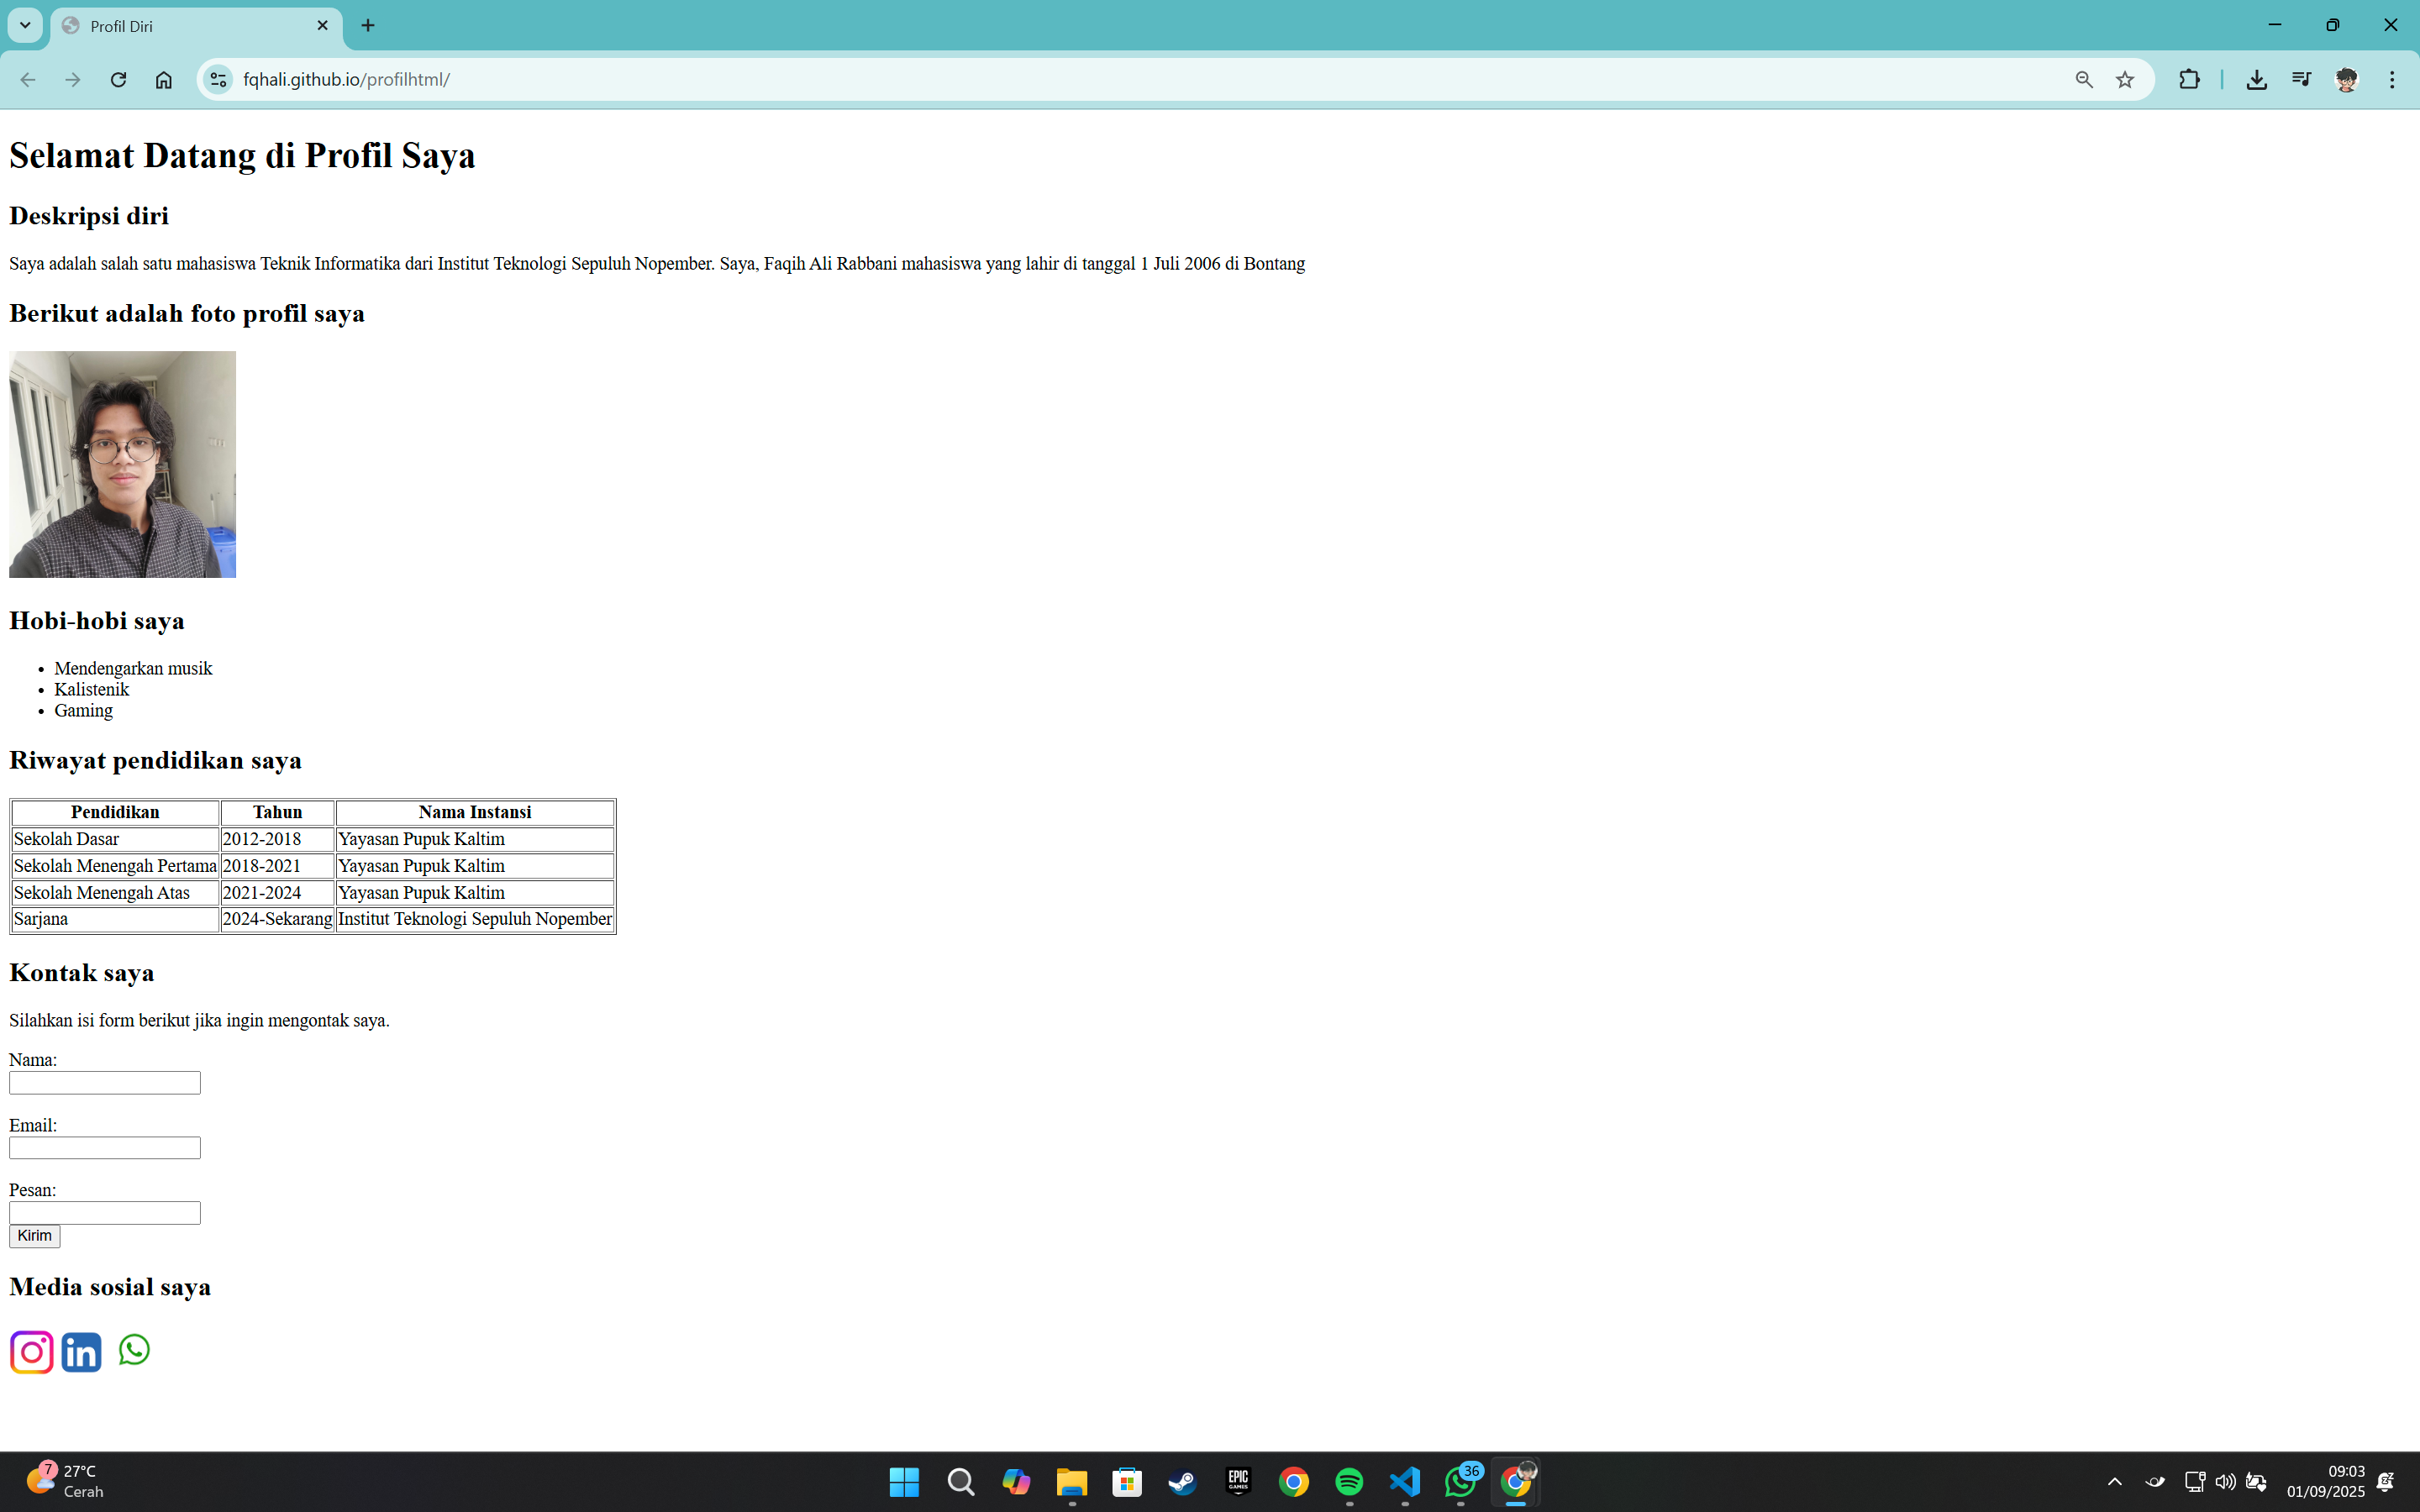 Profil Diri
fqhali.github.io/profilhtml/
Selamat Datang di Profil Saya
Deskripsi diri
Saya adalah salah satu mahasiswa Teknik Informatika dari Institut Teknologi Sepuluh Nopember. Saya, Faqih Ali Rabbani mahasiswa yang lahir di tanggal 1 Juli 2006 di Bontang
Berikut adalah foto profil saya
Hobi-hobi saya
• Mendengarkan musik
• Kalistenik
• Gaming
Riwayat pendidikan saya
Pendidikan Tahun Nama Instansi
Sekolah Dasar 2012-2018 Yayasan Pupuk Kaltim
Sekolah Menengah Pertama 2018-2021 Yayasan Pupuk Kaltim
Sekolah Menengah Atas 2021-2024 Yayasan Pupuk Kaltim
Sarjana 2024-Sekarang Institut Teknologi Sepuluh Nopember
Kontak saya
Silahkan isi form berikut jika ingin mengontak saya.
Nama:
Email:
Pesan:
Kirim
Media sosial saya
in
7
27°C
Cerah
EPIC
GAMES
36
09:03
01/09/2025